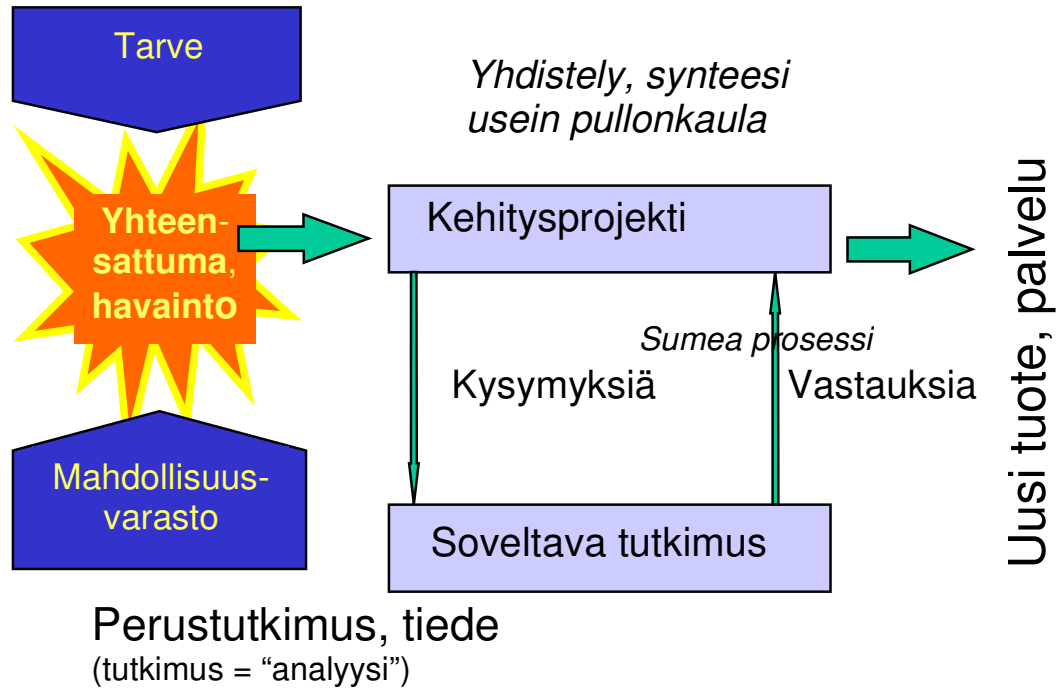 Tarve
Yhdistely, synteesi
usein pullonkaula
Yhteen-
sattuma,
havainto
Kehitysprojekti
Sumea prosessi
Kysymyksiä
Vastauksia
Uusi tuote, palvelu
Mahdollisuus-
varasto
Soveltava tutkimus
Perustutkimus, tiede
(tutkimus = “analyysi”)